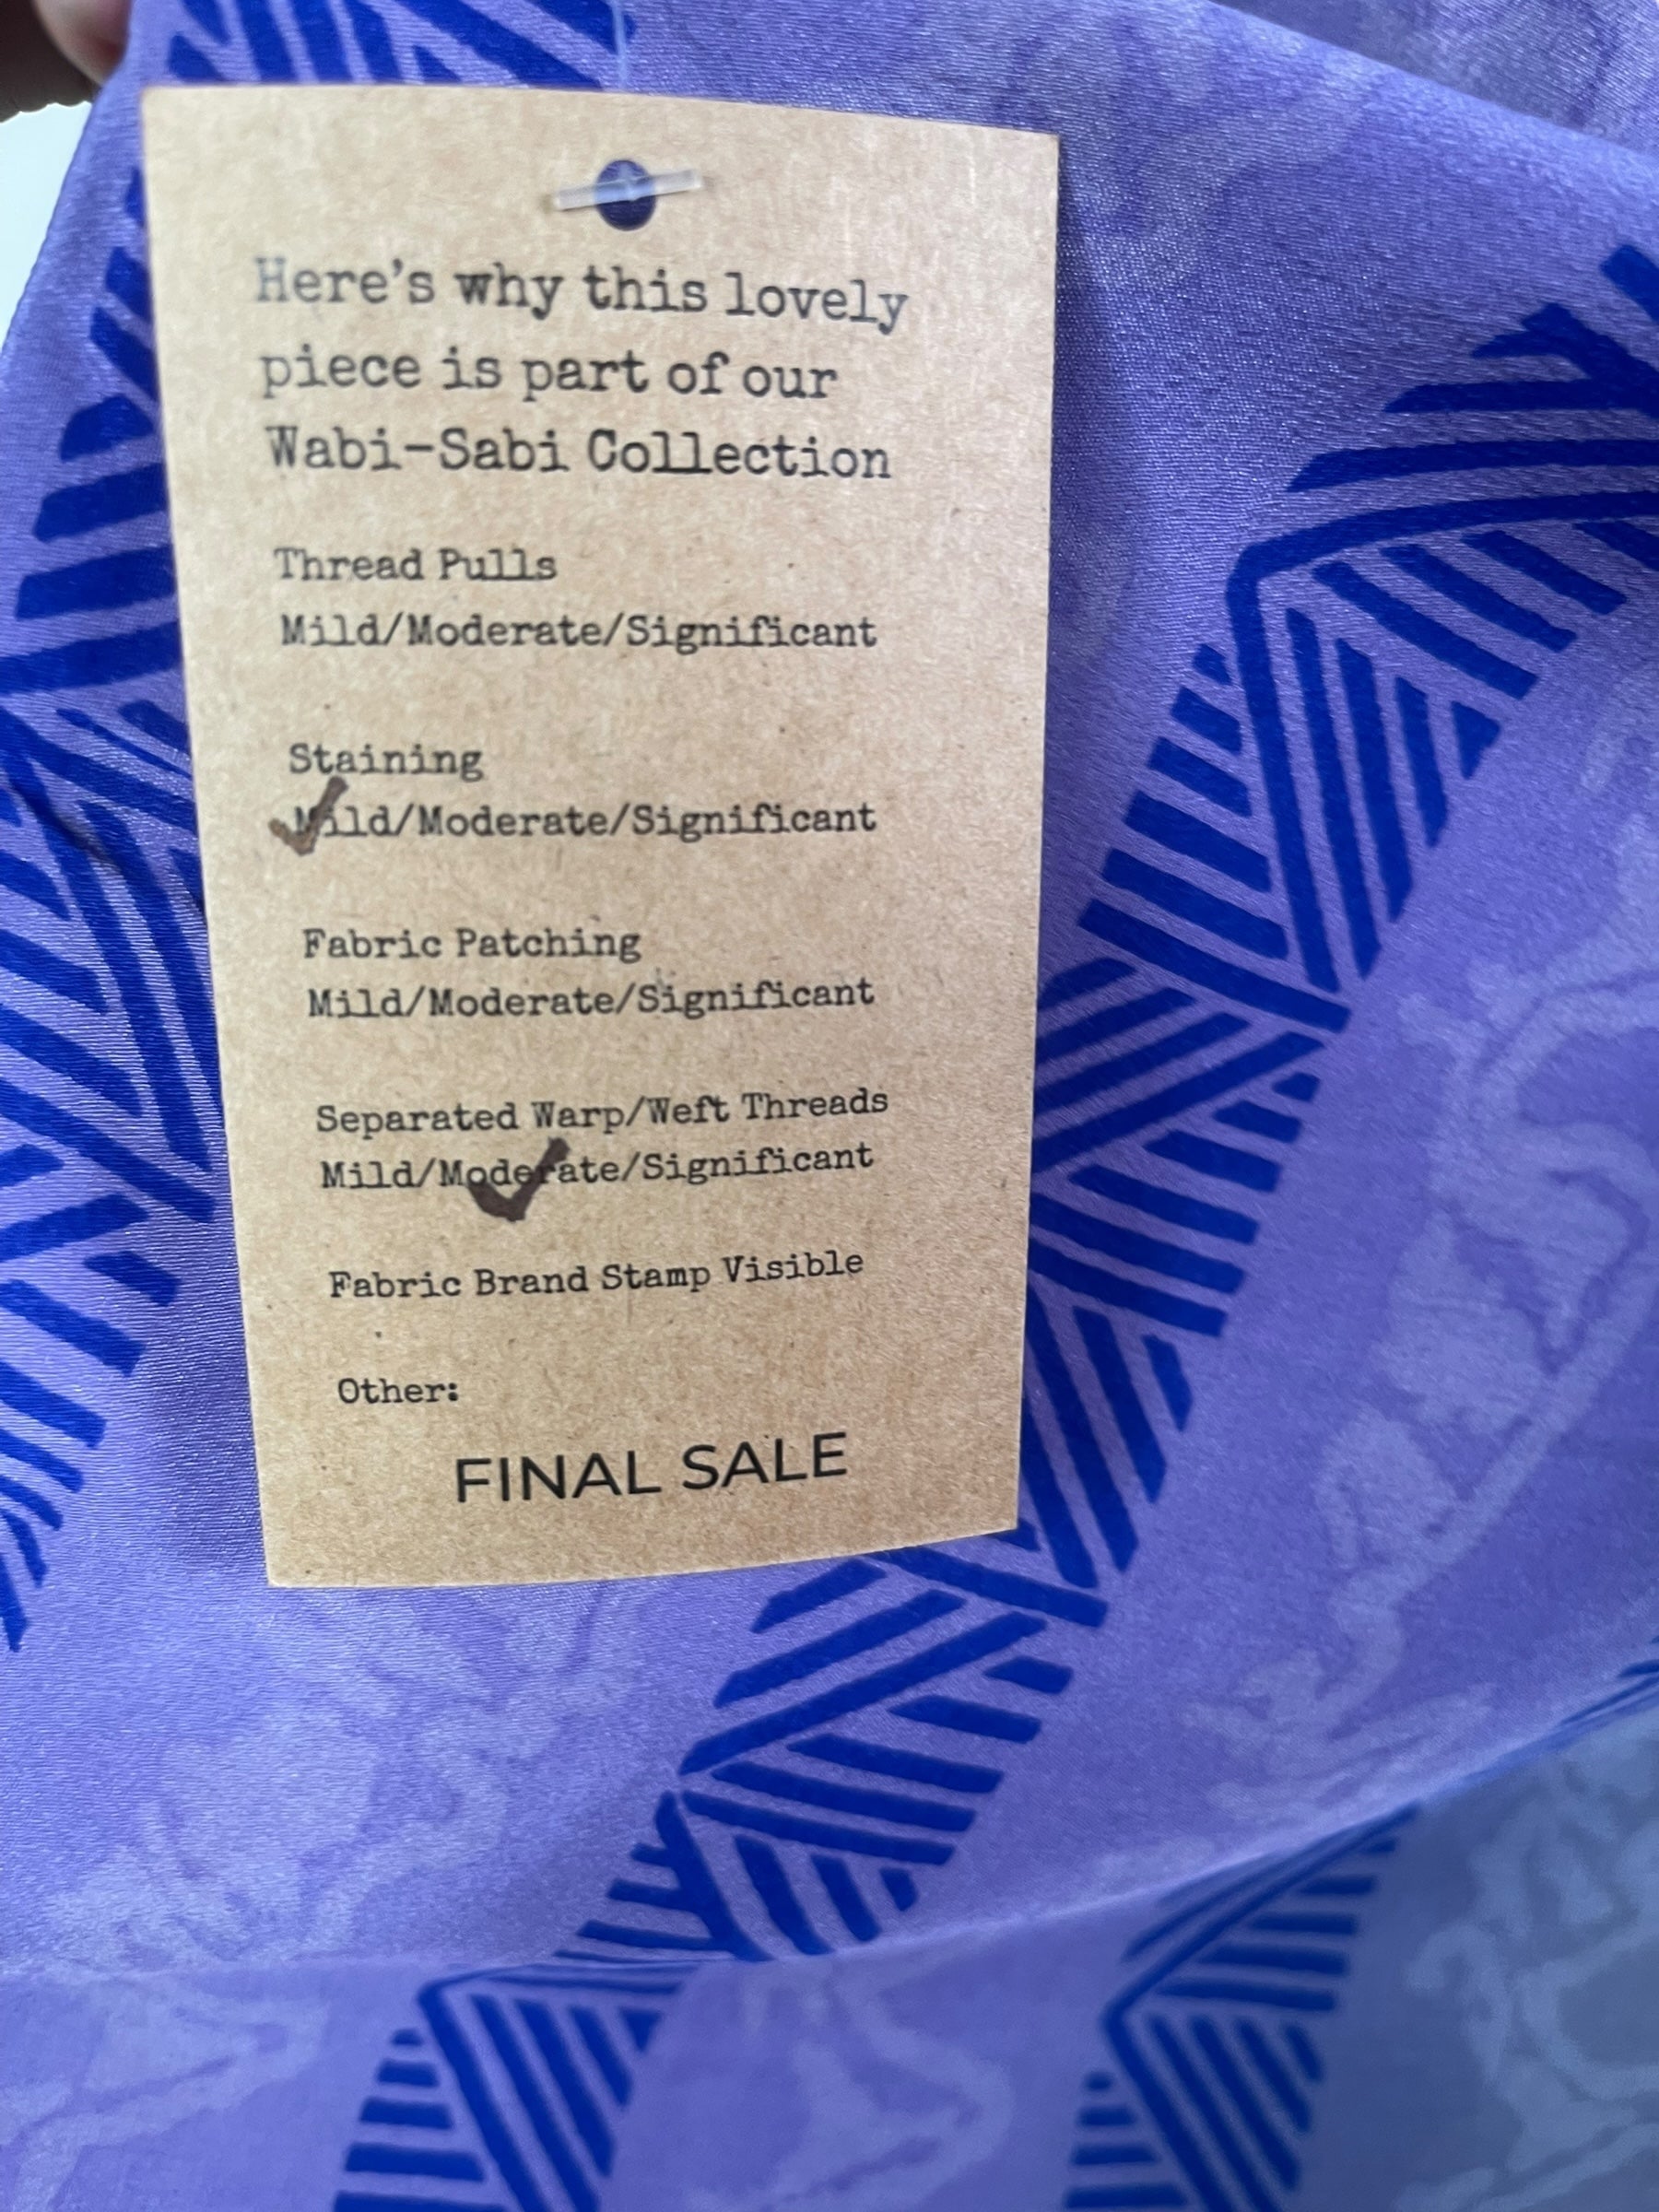 Here's why this lovely
piece is part of our
Wabi-Sabi Collection
Thread Pulls
Mild/Moderate/Significant
Staining
Mild/Moderate/Significant
Fabric Patching
Mild/Moderate/Significant
Separated Warp/Weft Threads
Mild/Moderate/Significant
Fabric Brand Stamp Visible
Other:
FINAL SALE